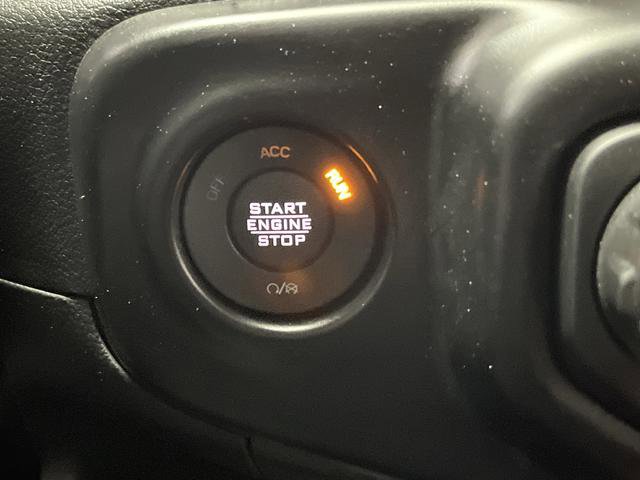 ACC
OFF
RUN
START
ENGINE
STOP